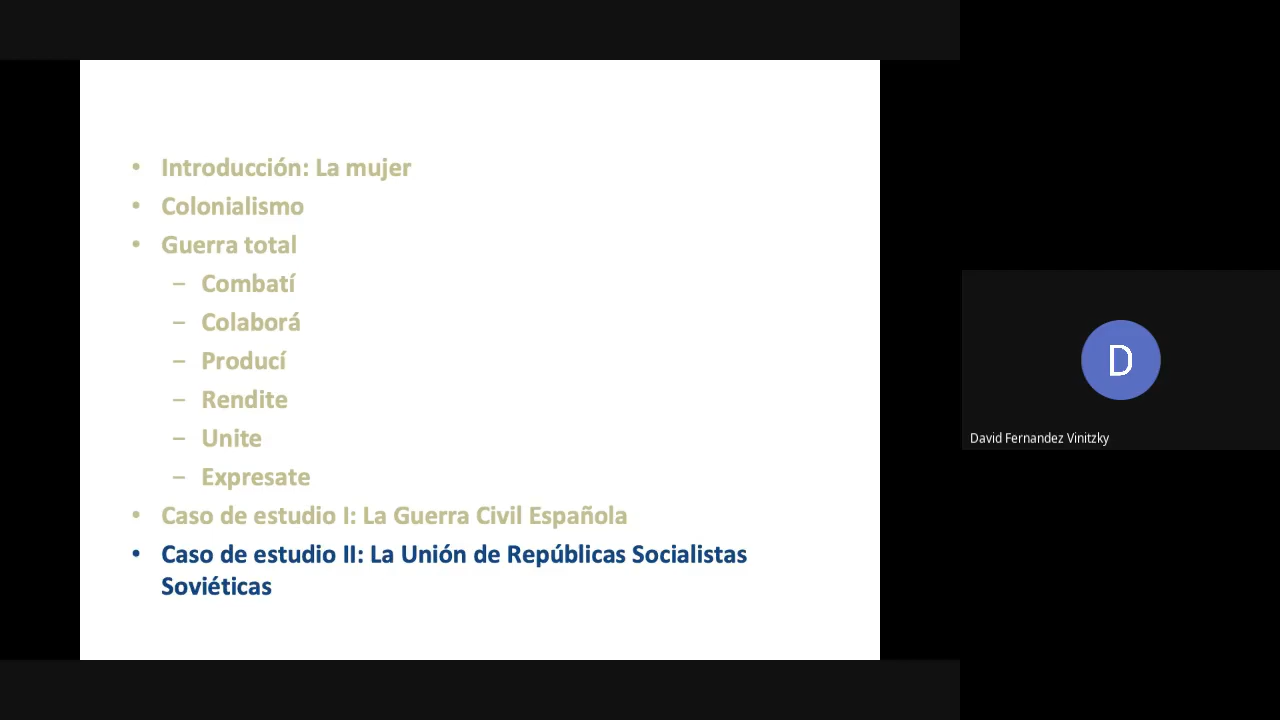 • Introducción: La mujer
• Colonialismo
• Guerra total
– Combatí
– Colaborá
– Producí
– Rendite
– Unite
– Expresate
• Caso de estudio I: La Guerra Civil Española
• Caso de estudio II: La Unión de Repúblicas Socialistas
Soviéticas
D
David Fernandez Vinitzky